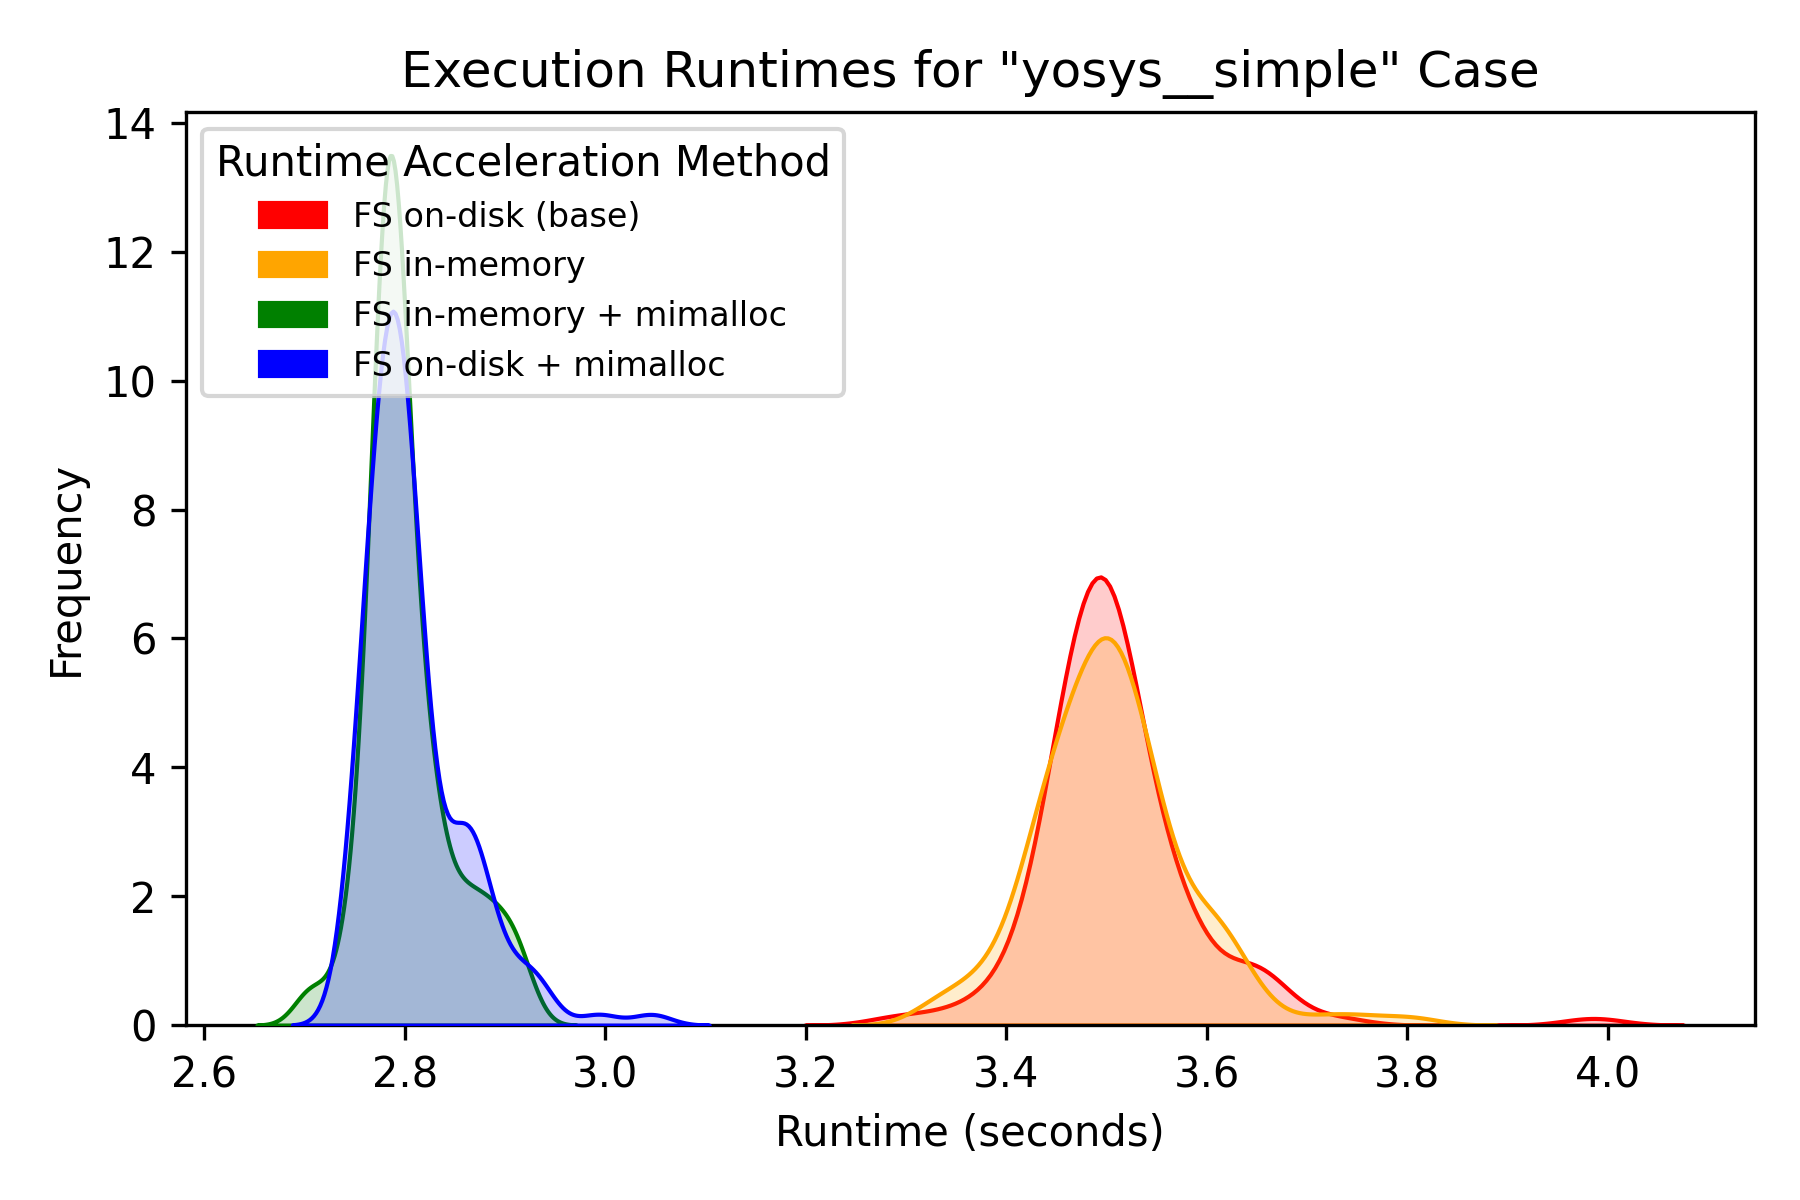 Execution Runtimes for "yosys__simple" Case
Runtime Acceleration Method
FS on-disk (base)
FS in-memory
FS in-memory + mimalloc
FS on-disk + mimalloc
14
12
10
8
6
4
2
0
Frequency
2.6 2.8 3.0 3.2 3.4 3.6 3.8 4.0
Runtime (seconds)